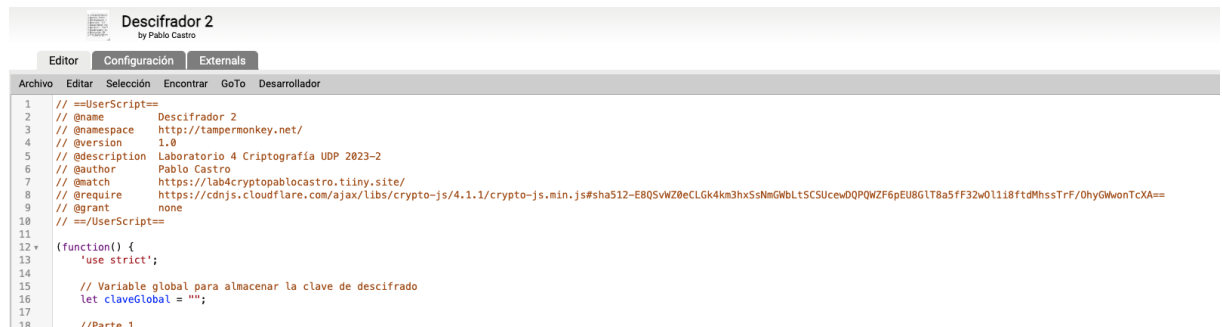 Descifrador 2
by Pablo Castro
Editor Configuración Externals
Archivo Editar Selección Encontrar GoTo Desarrollador
1 // ==UserScript==
2 // @name Descifrador 2
3 // @namespace http://tampermonkey.net/
4 // @version 1.0
5 // @description Laboratorio 4 Criptografía UDP 2023-2
6 // @author Pablo Castro
7 // @match https://lab4cryptopablocastro.tiiny.site/
8 // @require https://cdnjs.cloudflare.com/ajax/libs/crypto-js/4.1.1/crypto-js.min.js#sha512-E8QSvWZ0eCLGk4km3hxSsNmGWbLtSCSUcewDQPQWZF6pEU8GlT8a5fF32wOl1i8ftdMhssTrF/OhyGWwonTcXA==
9 // @grant none
10 // ==/UserScript==
11
12 (function() {
13 'use strict';
14
15 // Variable global para almacenar la clave de descifrado
16 let claveGlobal = "";
17
18 //Parte 1